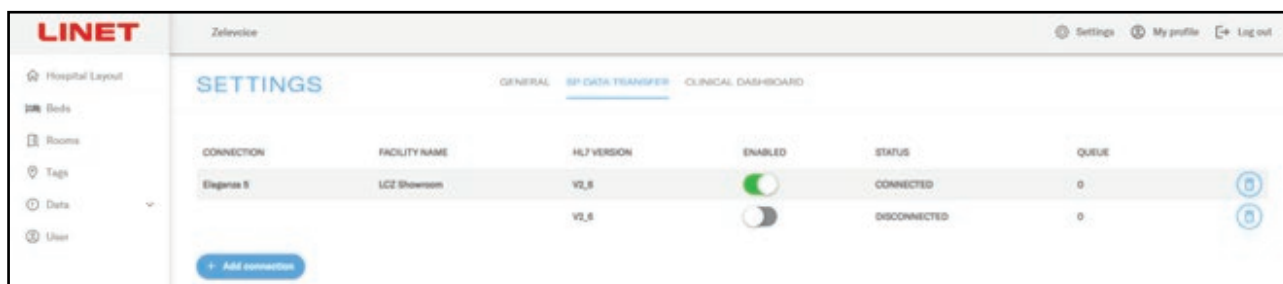 LINET
Zelevoice
Settings My profile Log out
Hospital Layout
Beds
Rooms
Tags
Data
User
SETTINGS
GENERAL SP DATA TRANSFER CLINICAL DASHBOARD
CONNECTION FACILITY NAME HL7 VERSION ENABLED STATUS QUEUE
Eleganza 5 LCZ Showroom V2_6 CONNECTED 0
V2_6 DISCONNECTED 0
+ Add connection